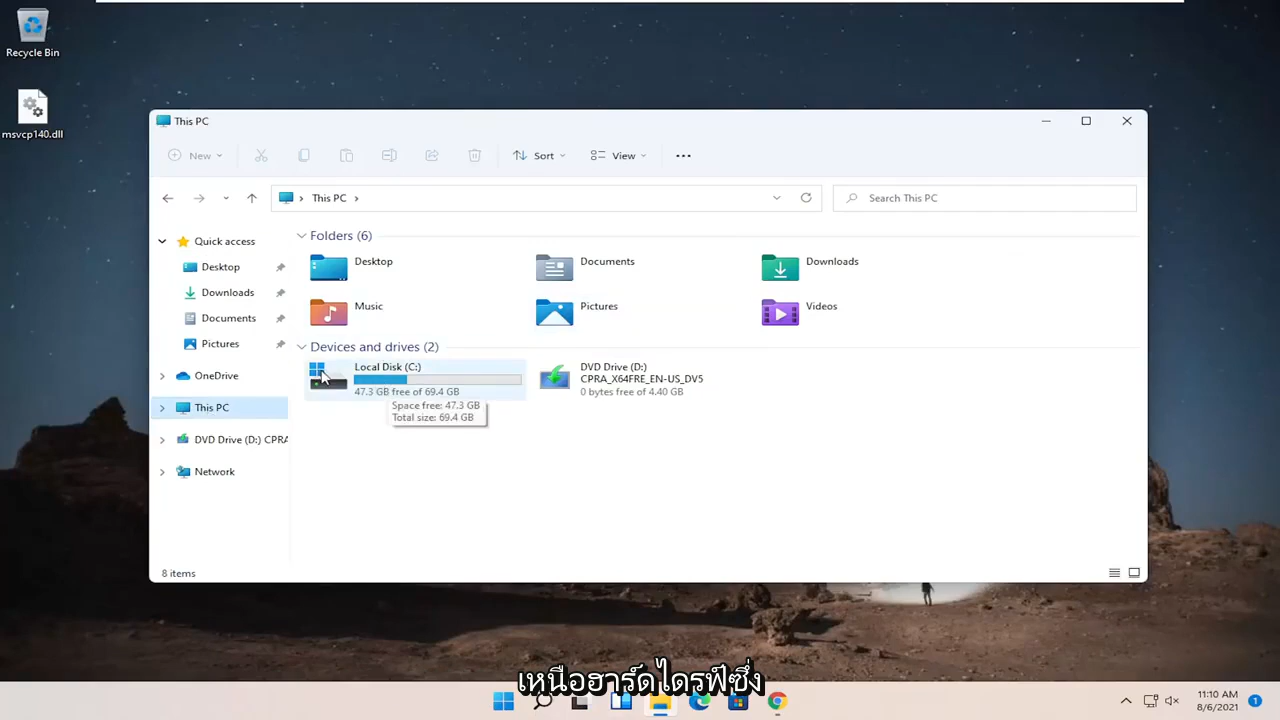 Recycle Bin
msvcp140.dll
This PC
New
Sort
View
This PC
Search This PC
Quick access
Desktop
Downloads
Documents
Pictures
OneDrive
This PC
DVD Drive (D:) CPRA
Network
Folders (6)
Desktop
Documents
Downloads
Music
Pictures
Videos
Devices and drives (2)
Local Disk (C:)
47.3 GB free of 69.4 GB
Space free: 47.3 GB
Total size: 69.4 GB
DVD Drive (D:)
CPRA_X64FRE_EN-US_DV5
0 bytes free of 4.40 GB
8 items
เหนือฮาร์ดไดรฟ์ซึ่ง
11:10 AM
8/6/2021
1